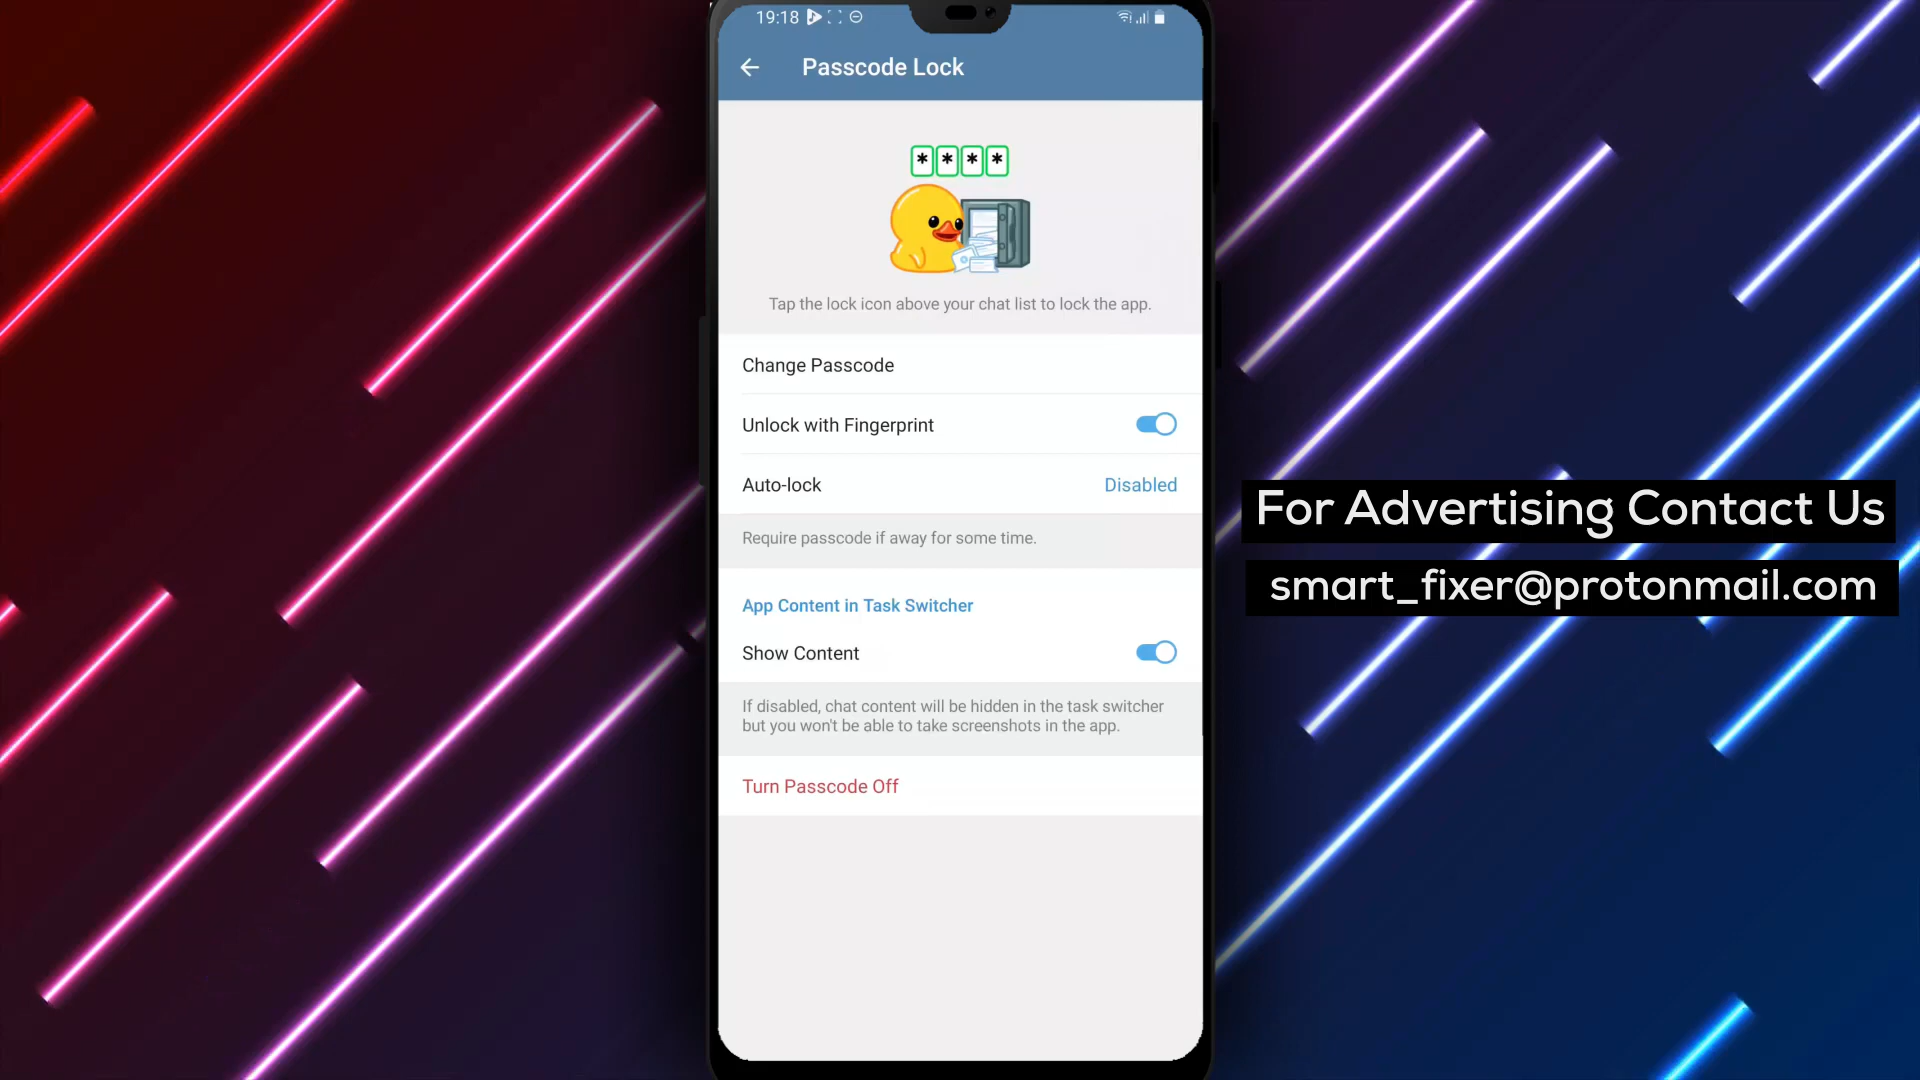 19:18
Passcode Lock
* * * *
Tap the lock icon above your chat list to lock the app.
Change Passcode
Unlock with Fingerprint
Auto-lock Disabled
Require passcode if away for some time.
App Content in Task Switcher
Show Content
If disabled, chat content will be hidden in the task switcher
but you won't be able to take screenshots in the app.
Turn Passcode Off
For Advertising Contact Us
smart_fixer@protonmail.com